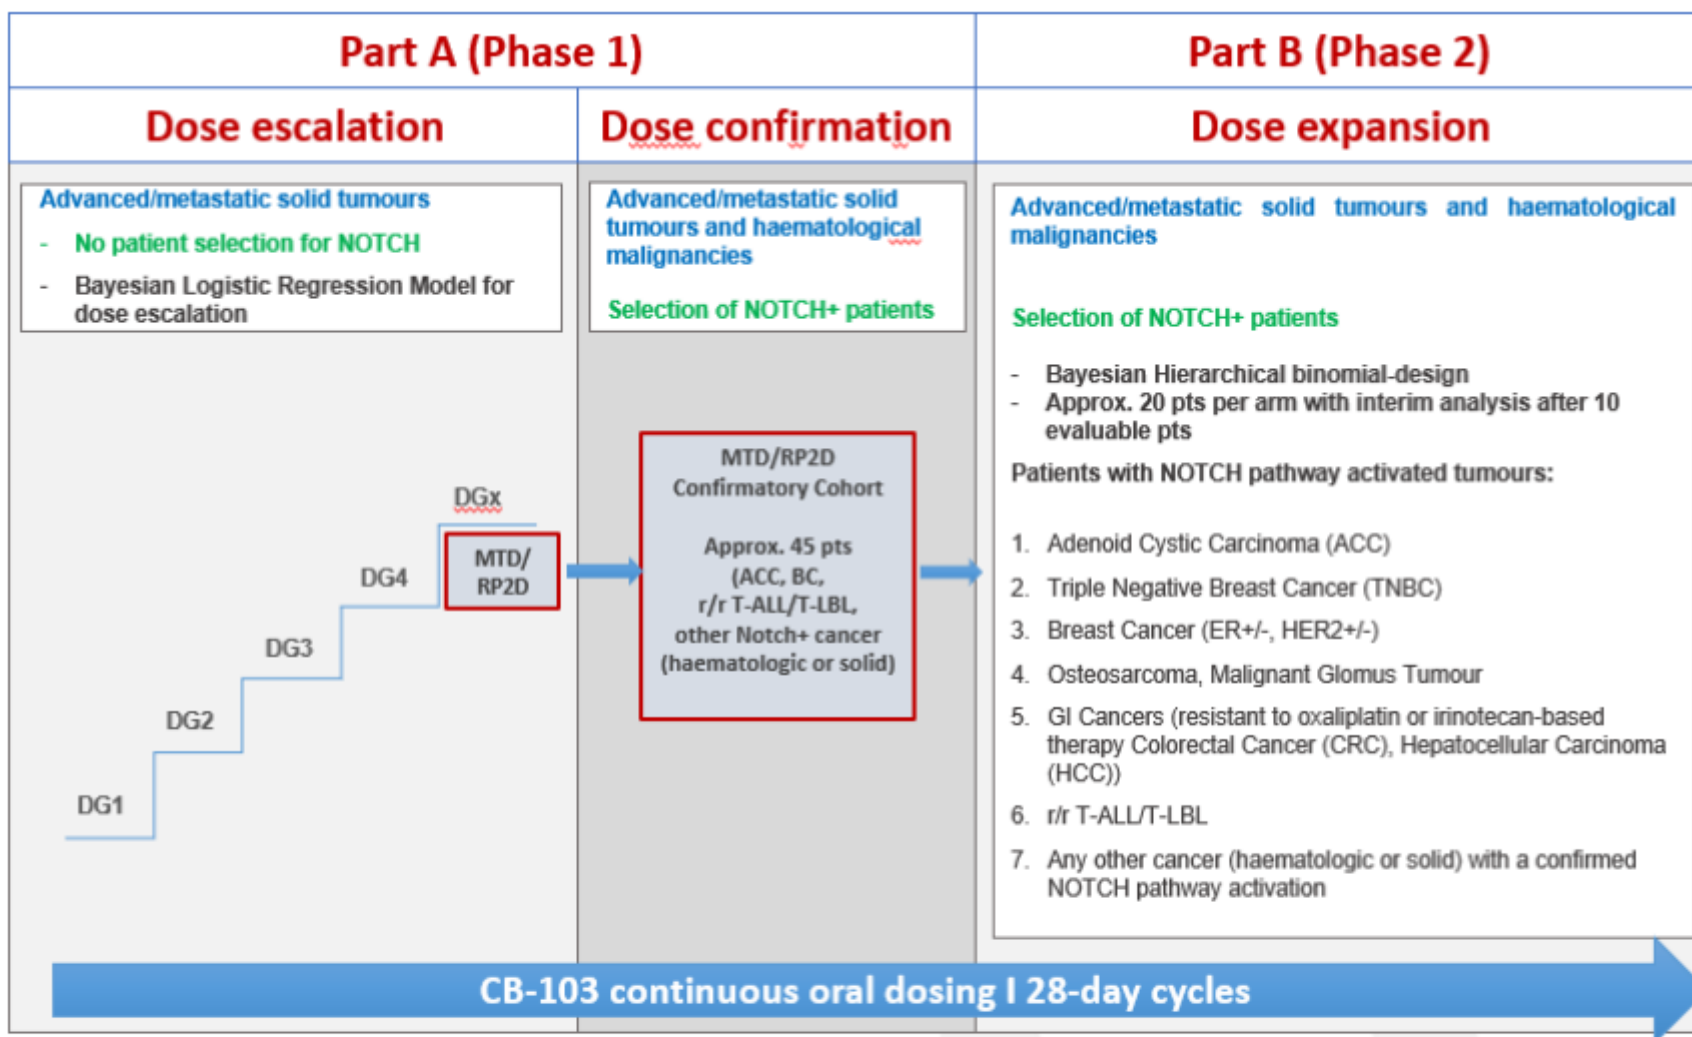 Part A (Phase 1)
Part B (Phase 2)
Dose escalation
Dose confirmation
Dose expansion
Advanced/metastatic solid tumours
- No patient selection for NOTCH
- Bayesian Logistic Regression Model for
dose escalation
DG1
DG2
DG3
DG4
DGx
MTD/
RP2D
Advanced/metastatic solid
tumours and haematological
malignancies
Selection of NOTCH+ patients
MTD/RP2D
Confirmatory Cohort
Approx. 45 pts
(ACC, BC,
r/r T-ALL/T-LBL,
other Notch+ cancer
(haematologic or solid)
Advanced/metastatic solid tumours and haematological
malignancies
Selection of NOTCH+ patients
- Bayesian Hierarchical binomial-design
- Approx. 20 pts per arm with interim analysis after 10
evaluable pts
Patients with NOTCH pathway activated tumours:
1. Adenoid Cystic Carcinoma (ACC)
2. Triple Negative Breast Cancer (TNBC)
3. Breast Cancer (ER+/-, HER2+/-)
4. Osteosarcoma, Malignant Glomus Tumour
5. GI Cancers (resistant to oxaliplatin or irinotecan-based
therapy Colorectal Cancer (CRC), Hepatocellular Carcinoma
(HCC))
6. r/r T-ALL/T-LBL
7. Any other cancer (haematologic or solid) with a confirmed
NOTCH pathway activation
CB-103 continuous oral dosing I 28-day cycles